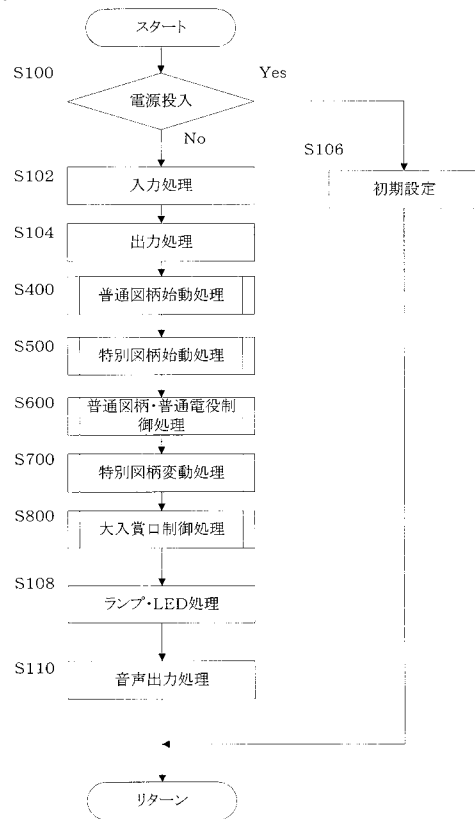 スタート
S100
電源投入
Yes
No
S106
初期設定
S102
入力処理
S104
出力処理
S400
普通図柄始動処理
S500
特別図柄始動処理
S600
普通図柄・普通電役制
御処理
S700
特別図柄変動処理
S800
大入賞口制御処理
S108
ランプ・LED処理
S110
音声出力処理
リターン